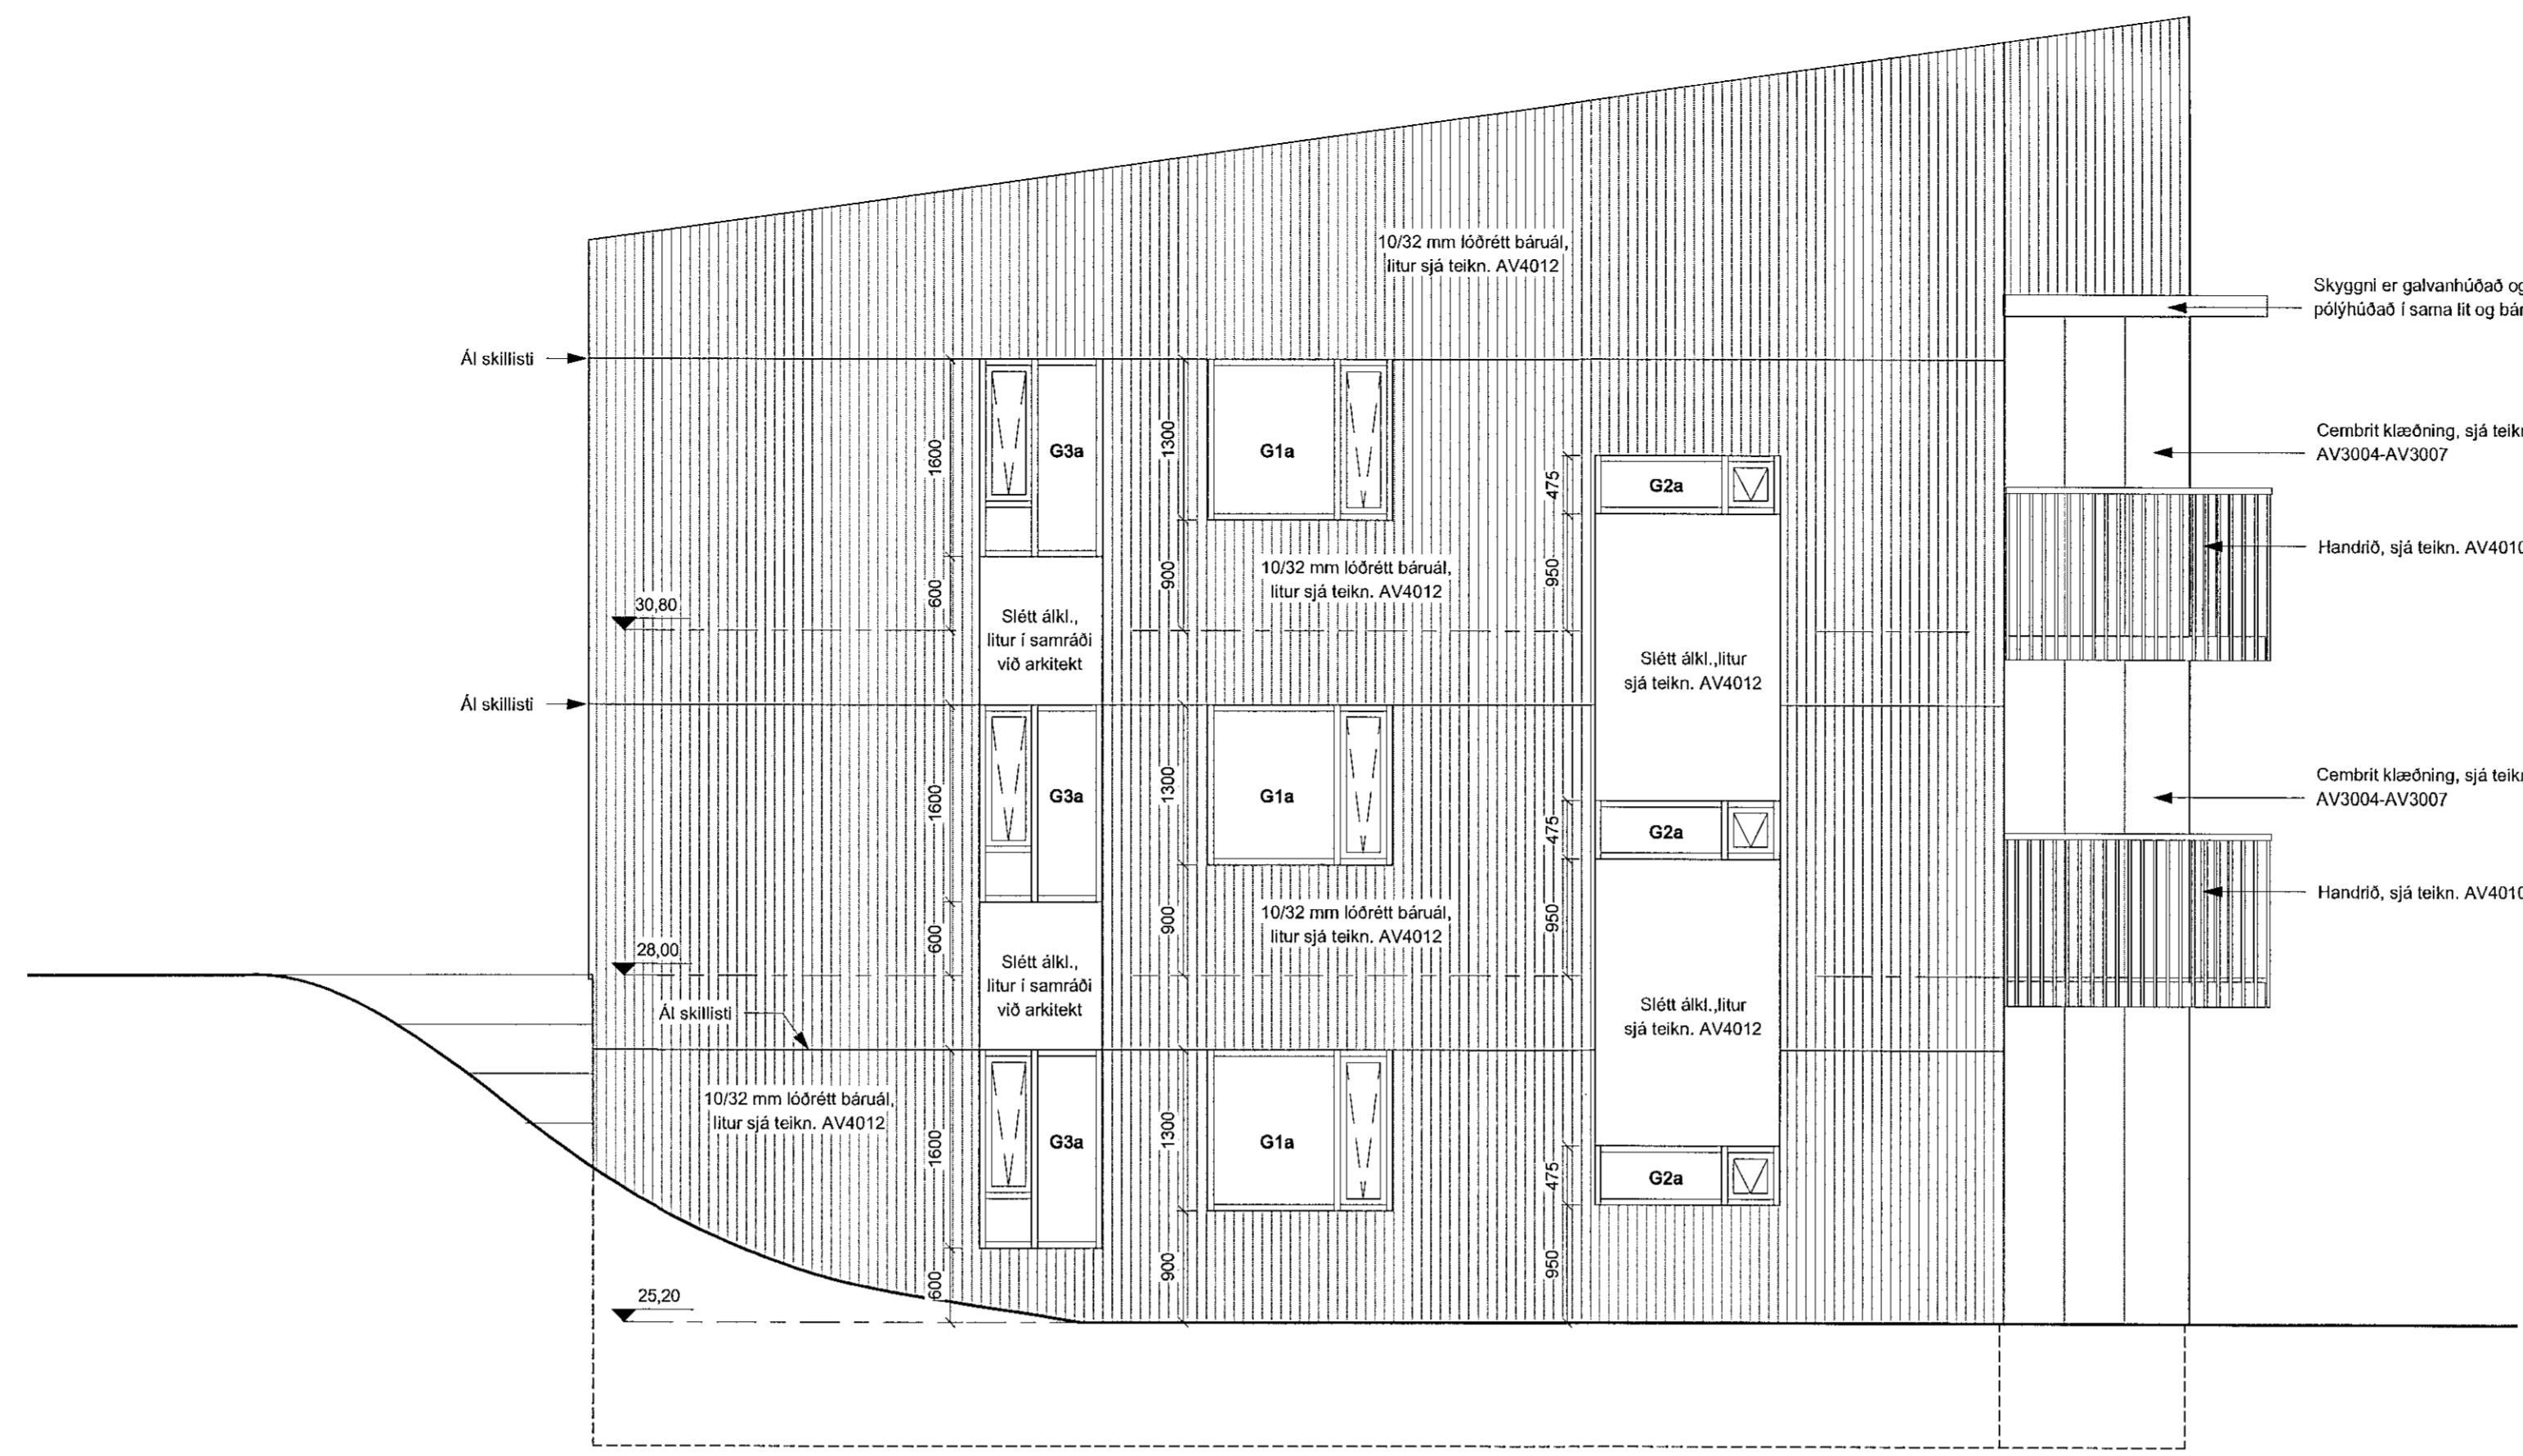 10/32 mm lóðrétt báruál,
litur sjá teikn. AV4012
Skyggni er galvanhúðað og
pólýhúðað í sama lit og
Ál skillisti
1600
G3a
1300
G1a
Cembrit klæðning, sjá
AV3004-AV3007
475
G2a
950
Handrið, sjá teikn. AV4010
10/32 mm lóðrétt báruál,
litur sjá teikn. AV4012
900
600
30,80
Slétt álkl.,
litur í samráði
við arkitekt
Slétt álkl.,litur
sjá teikn. AV4012
Ál skillisti
1600
G3a
1300
G1a
Cembrit klæðning, sjá
AV3004-AV3007
475
G2a
Handrið, sjá teikn. AV4010
10/32 mm lóðrétt báruál,
litur sjá teikn. AV4012
900
950
600
28,00
Slétt álkl.,
litur í samráði
við arkitekt
Ál skillisti
Slétt álkl.,litur
sjá teikn. AV4012
10/32 mm lóðrétt báruál,
litur sjá teikn. AV4012
1600
G3a
1300
G1a
475
G2a
950
900
600
25,20